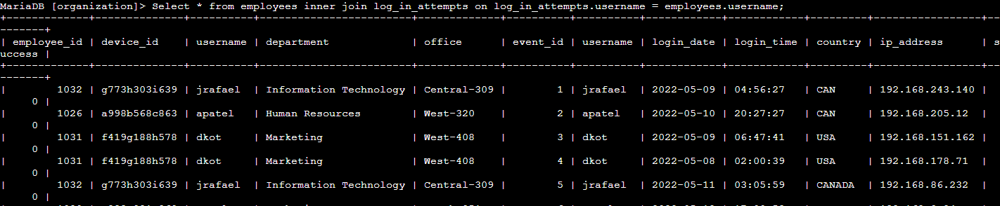 MariaDB [organization]> Select * from employees inner join log_in_attempts on log_in_attempts.username = employees.username;
+-------------+--------------+----------+------------------------+-------------+----------+----------+------------+------------+---------+-----------------+--
-------+
| employee_id | device_id    | username | department             | office      | event_id | username | login_date | login_time | country | ip_address      | s
uccess |
+-------------+--------------+----------+------------------------+-------------+----------+----------+------------+------------+---------+-----------------+--
-------+
|        1032 | g773h303i639 | jrafael  | Information Technology | Central-309 |        1 | jrafael  | 2022-05-09 | 04:56:27   | CAN     | 192.168.243.140 |
     0 |
|        1026 | a998b568c863 | apatel   | Human Resources        | West-320    |        2 | apatel   | 2022-05-10 | 20:27:27   | CAN     | 192.168.205.12  |
     0 |
|        1031 | f419g188h578 | dkot     | Marketing              | West-408    |        3 | dkot     | 2022-05-09 | 06:47:41   | USA     | 192.168.151.162 |
     0 |
|        1031 | f419g188h578 | dkot     | Marketing              | West-408    |        4 | dkot     | 2022-05-08 | 02:00:39   | USA     | 192.168.178.71  |
     0 |
|        1032 | g773h303i639 | jrafael  | Information Technology | Central-309 |        5 | jrafael  | 2022-05-11 | 03:05:59   | CANADA  | 192.168.86.232  |
     0 |